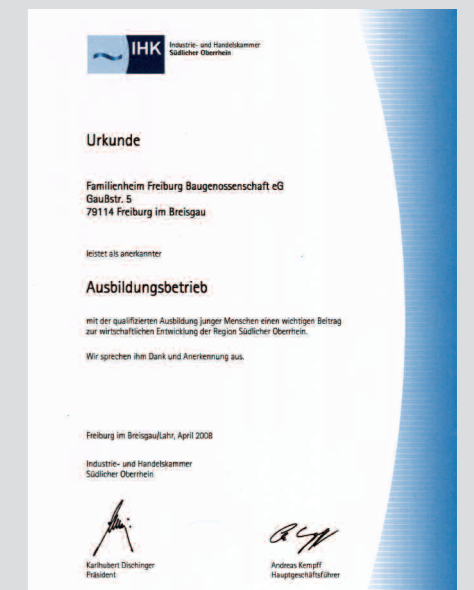 IHK
Industrie- und Handelskammer
Südlicher Oberrhein
Urkunde
Familienheim Freiburg Baugenossenschaft eG
Gaußstr. 5
79114 Freiburg im Breisgau
leistet als anerkannter
Ausbildungsbetrieb
mit der qualifizierten Ausbildung junger Menschen einen wichtigen Beitrag
zur wirtschaftlichen Entwicklung der Region Südlicher Oberrhein.
Wir sprechen ihm Dank und Anerkennung aus.
Freiburg im Breisgau/Lahr, April 2008
Industrie- und Handelskammer
Südlicher Oberrhein
Karlhubert Dischinger
Präsident
Andreas Kempff
Hauptgeschäftsführer